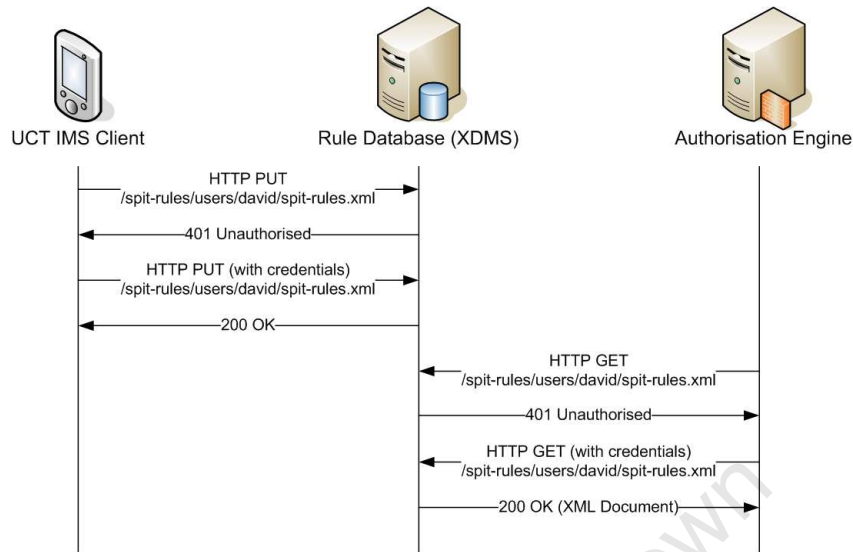 UCT IMS Client
Rule Database (XDMS)
Authorisation Engine
HTTP PUT
/spit-rules/users/david/spit-rules.xml
401 Unauthorised
HTTP PUT (with credentials)
/spit-rules/users/david/spit-rules.xml
200 OK
HTTP GET
/spit-rules/users/david/spit-rules.xml
401 Unauthorised
HTTP GET (with credentials)
/spit-rules/users/david/spit-rules.xml
200 OK (XML Document)
own